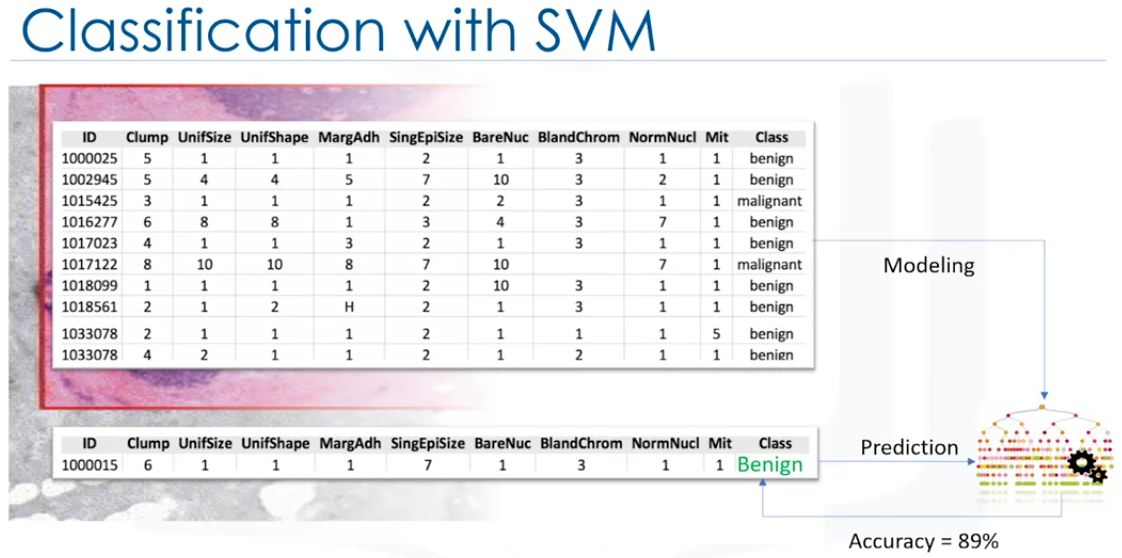 Classification with SVM
ID Clump UnifSize UnifShape MargAdh SingEpiSize BareNuc BlandChrom NormNucl Mit Class
1000025 5 1 1 1 2 1 3 1 1 benign
1002945 5 4 4 5 7 10 3 2 1 benign
1015425 3 1 1 1 2 2 3 1 1 malignant
1016277 6 8 8 1 3 4 3 7 1 benign
1017023 4 1 1 3 2 1 3 1 1 benign
1017122 8 10 10 8 7 10 7 1 malignant
1018099 1 1 1 1 2 10 3 1 1 benign
1018561 2 1 2 H 2 1 3 1 1 benign
1033078 2 1 1 1 2 1 1 1 5 benign
1033078 4 2 1 1 2 1 2 1 1 benign
Modeling
ID Clump UnifSize UnifShape MargAdh SingEpiSize BareNuc BlandChrom NormNucl Mit Class
1000015 6 1 1 1 7 1 3 1 1 Benign
Prediction
Accuracy = 89%